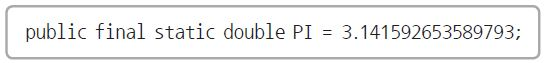 public final static double PI = 3.141592653589793;